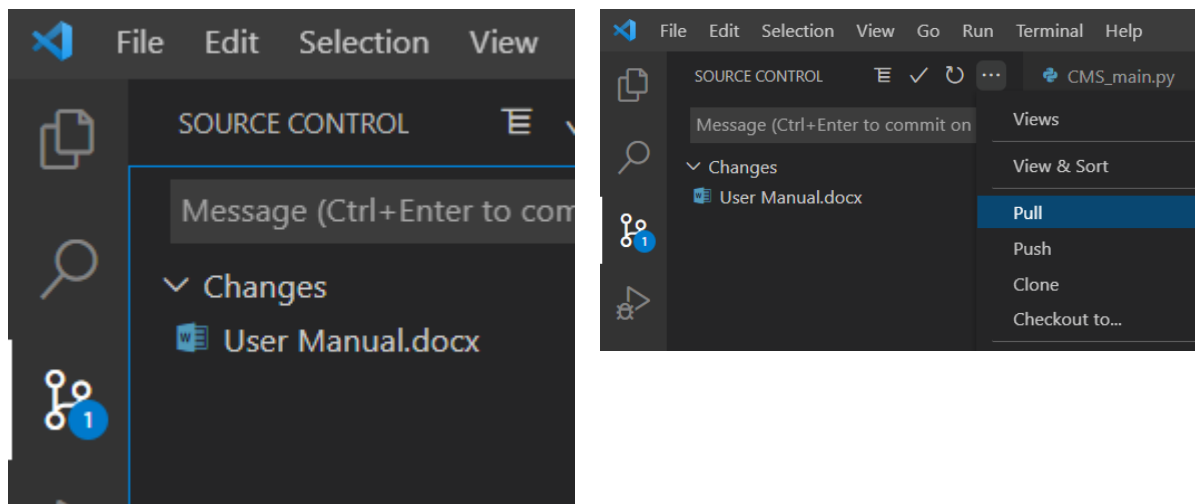 File Edit Selection View
SOURCE CONTROL
Message (Ctrl+Enter to com
Changes
User Manual.docx
1
File Edit Selection View Go Run Terminal Help
SOURCE CONTROL
CMS_main.py
Message (Ctrl+Enter to commit on
Changes
User Manual.docx
1
Views
View & Sort
Pull
Push
Clone
Checkout to...